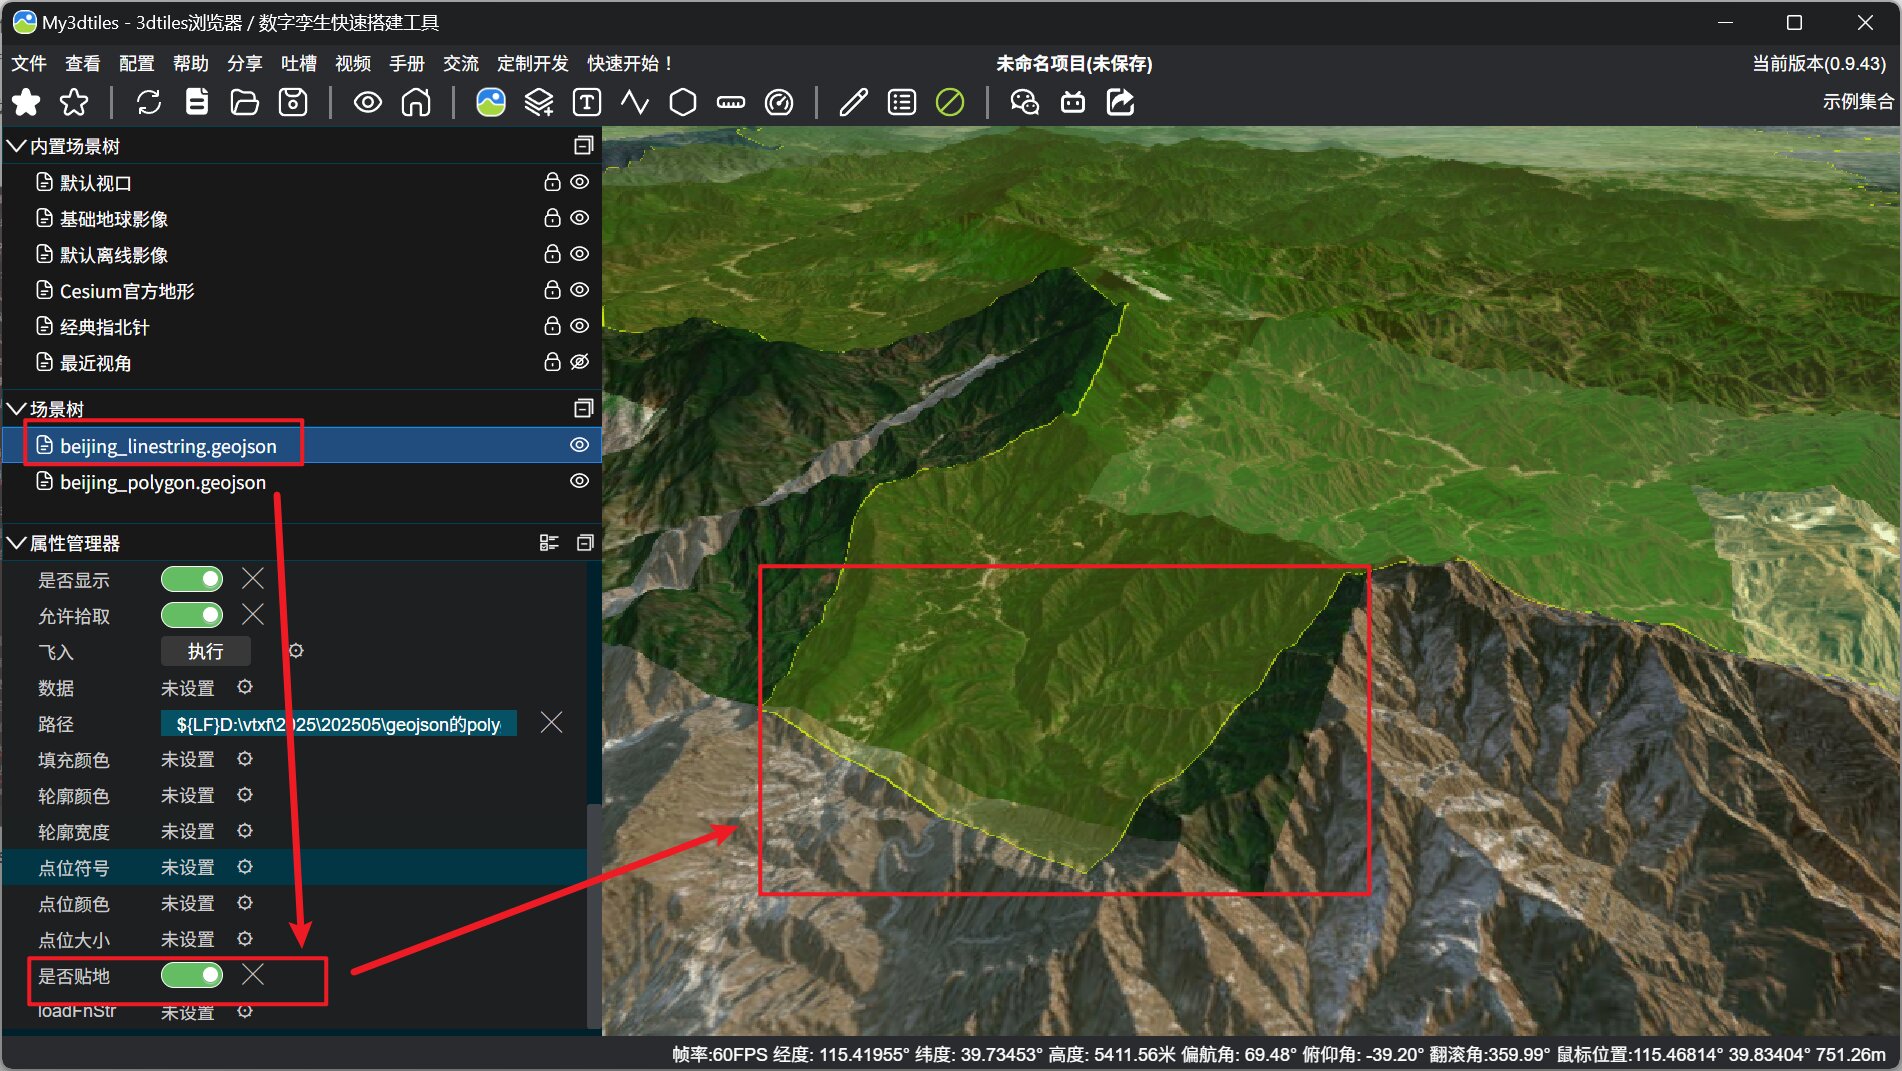 My3dtiles - 3dtiles浏览器 / 数字孪生快速搭建工具
文件 查看 配置 帮助 分享 吐槽 视频 手册 交流 定制开发 快速开始！ 未命名项目(未保存) 当前版本(0.9.43)
示例集合
内置场景树
默认视口
基础地球影像
默认离线影像
Cesium官方地形
经典指北针
最近视角
场景树
beijing_linestring.geojson
beijing_polygon.geojson
属性管理器
是否显示
允许拾取
飞入 执行
数据 未设置
路径 ${LF}D:\vtxf\2025\202505\geojson的poly
填充颜色 未设置
轮廓颜色 未设置
轮廓宽度 未设置
点位符号 未设置
点位颜色 未设置
点位大小 未设置
是否贴地
loadFnStr 未设置
帧率:60FPS 经度: 115.41955° 纬度: 39.73453° 高度: 5411.56米 偏航角: 69.48° 俯仰角: -39.20° 翻滚角:359.99° 鼠标位置:115.46814° 39.83404° 751.26m